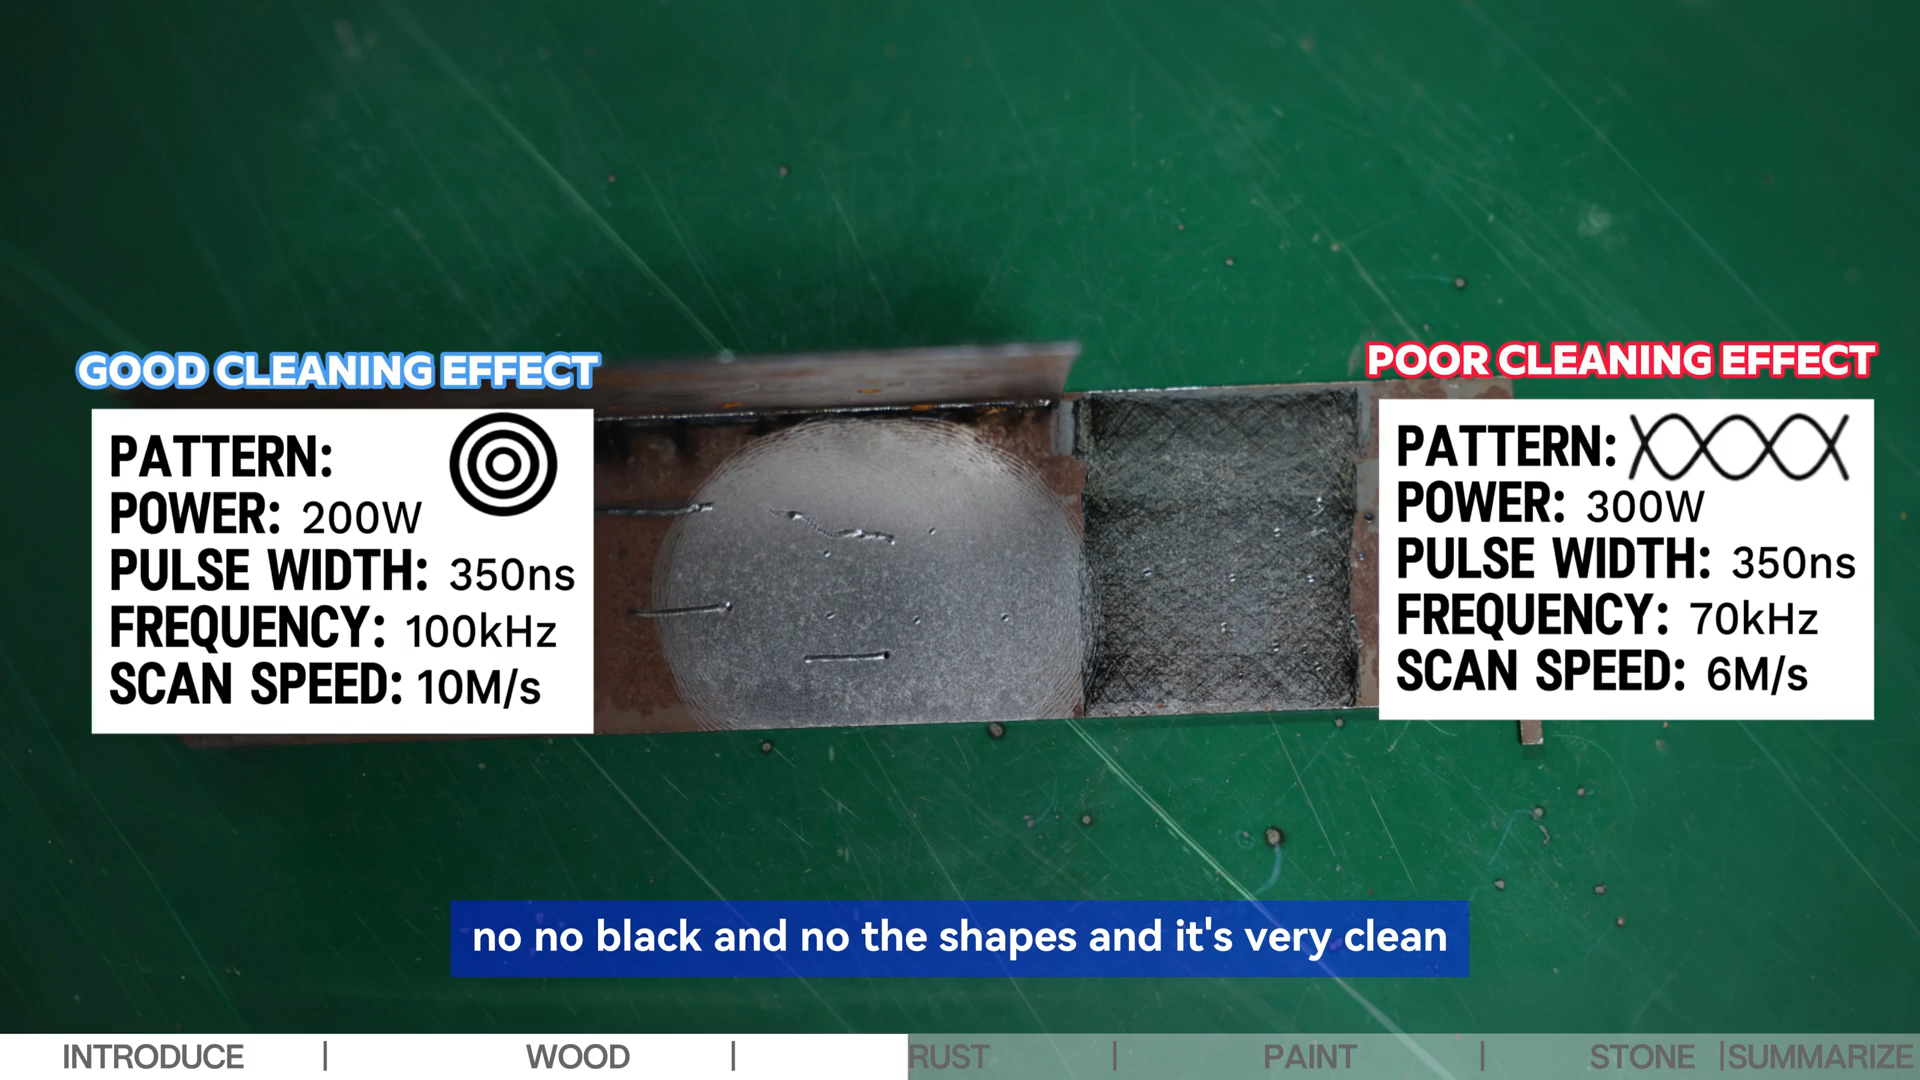 GOOD CLEANING EFFECT
PATTERN:
POWER: 200W
PULSE WIDTH: 350ns
FREQUENCY: 100kHz
SCAN SPEED: 10M/s
POOR CLEANING EFFECT
PATTERN:
POWER: 300W
PULSE WIDTH: 350ns
FREQUENCY: 70kHz
SCAN SPEED: 6M/s
no no black and no the shapes and it's very clean
INTRODUCE | WOOD | RUST | PAINT | STONE | SUMMARIZE